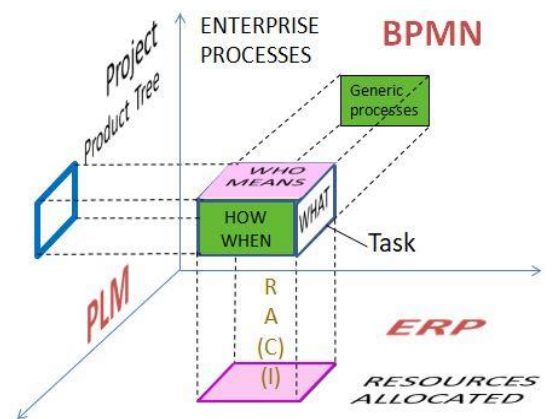 ENTERPRISE
PROCESSES
BPMN
Project
Product Tree
Generic
processes
WHO
MEANS
HOW
WHEN
WHAT
Task
PLM
R
A
(C)
(I)
ERP
RESOURCES
ALLOCATED